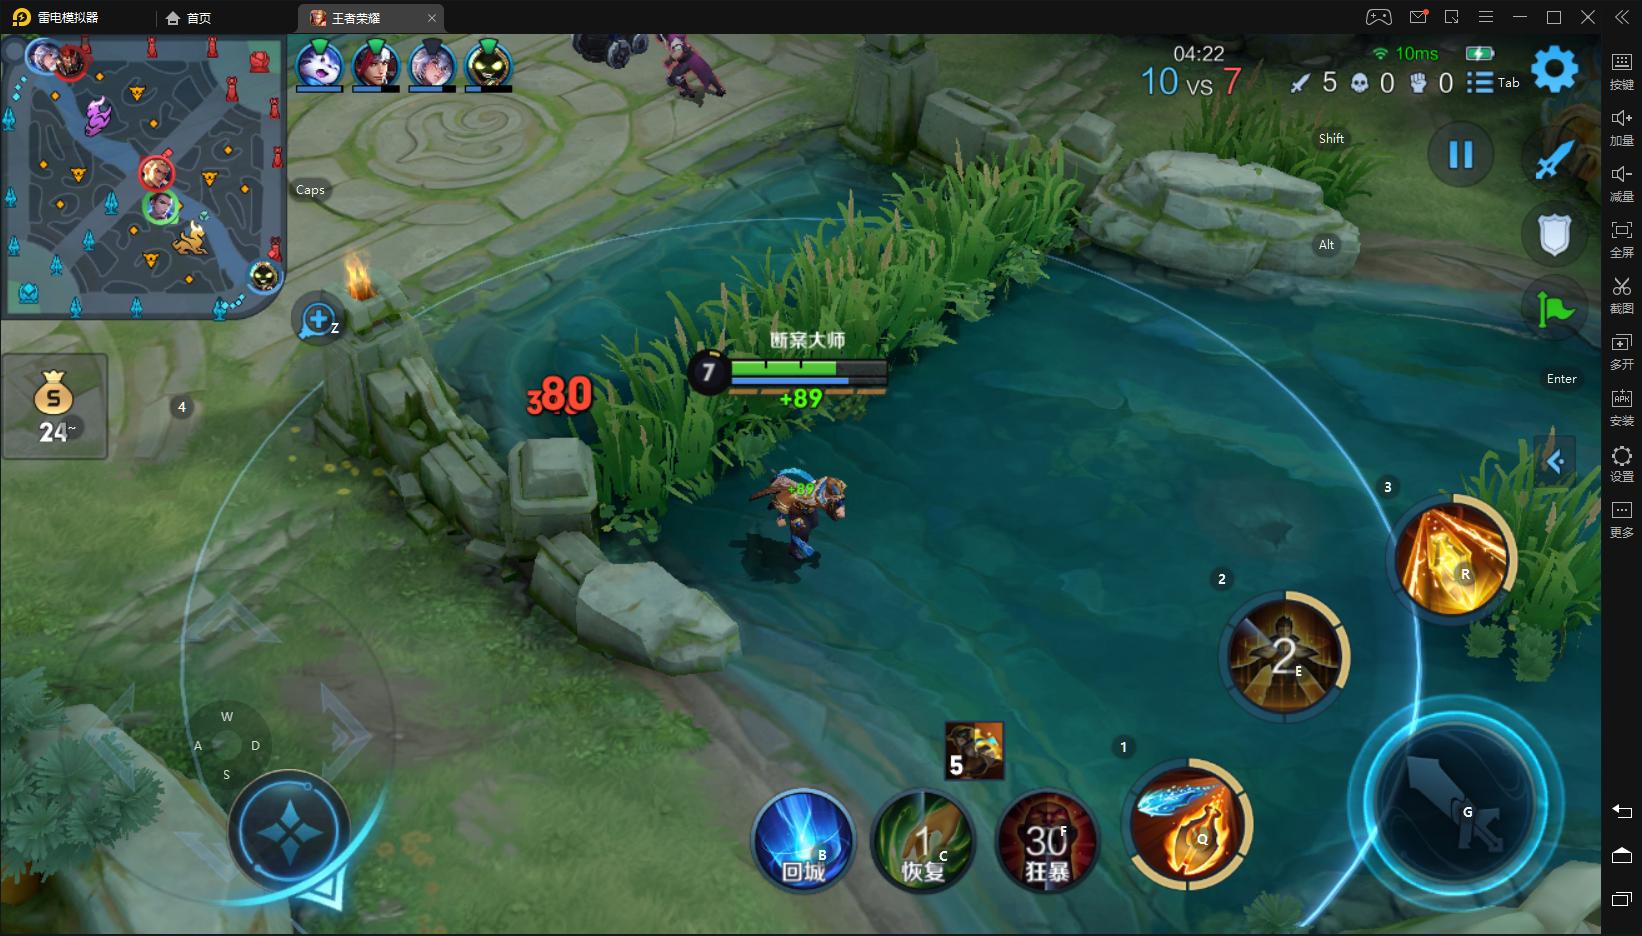 雷电模拟器
首页
王者荣耀
04:22
10ms
10 vs 7
5
0
0
Tab
按键
加量
减量
全屏
截图
多开
安装
设置
更多
Shift
Caps
Alt
Z
断案大师
7
+89
380
+89
Enter
4
24
~
3
R
2
2
E
W
A
D
S
1
5
Q
G
B
回城
1
C
恢复
30
F
狂暴
APK